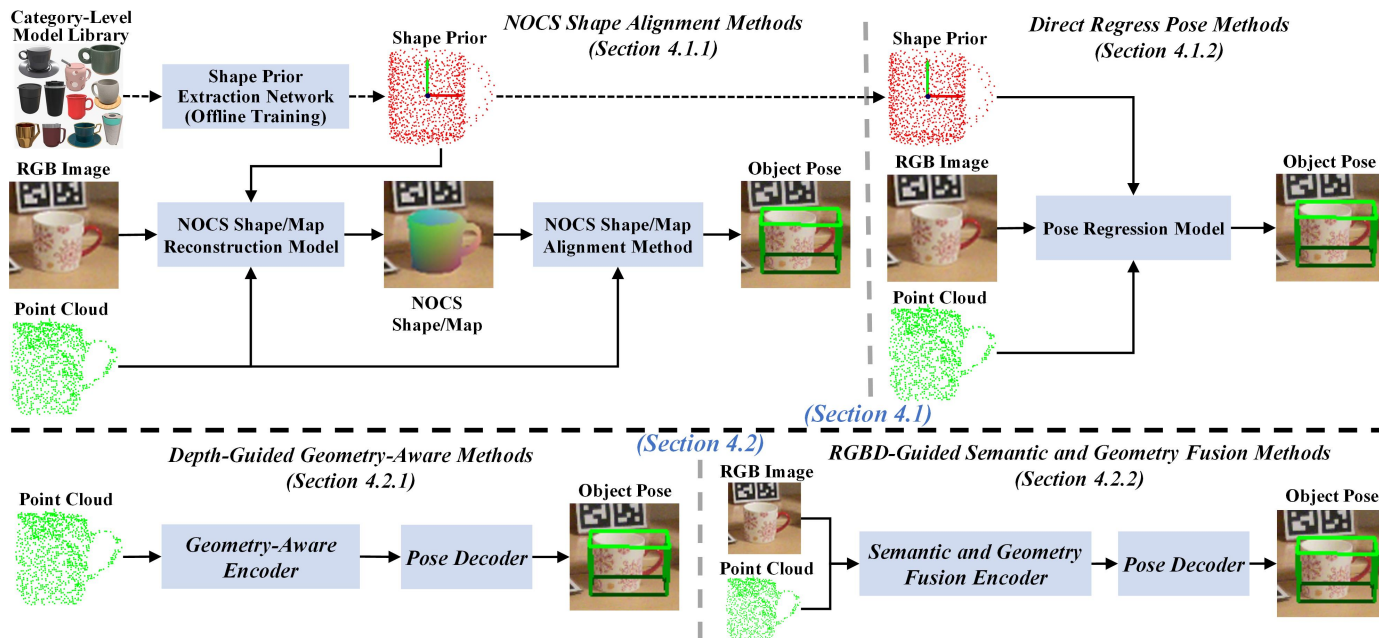 Category-Level
Model Library
NOCS Shape Alignment Methods
(Section 4.1.1)
Shape Prior
Shape Prior
Extraction Network
(Offline Training)
RGB Image
NOCS Shape/Map
Reconstruction Model
NOCS
Shape/Map
NOCS Shape/Map
Alignment Method
Object Pose
Point Cloud
Direct Regress Pose Methods
(Section 4.1.2)
Shape Prior
RGB Image
Pose Regression Model
Object Pose
Point Cloud
(Section 4.1)
(Section 4.2)
Depth-Guided Geometry-Aware Methods
(Section 4.2.1)
Point Cloud
Geometry-Aware
Encoder
Pose Decoder
Object Pose
RGBD-Guided Semantic and Geometry Fusion Methods
(Section 4.2.2)
RGB Image
Point Cloud
Semantic and Geometry
Fusion Encoder
Pose Decoder
Object Pose